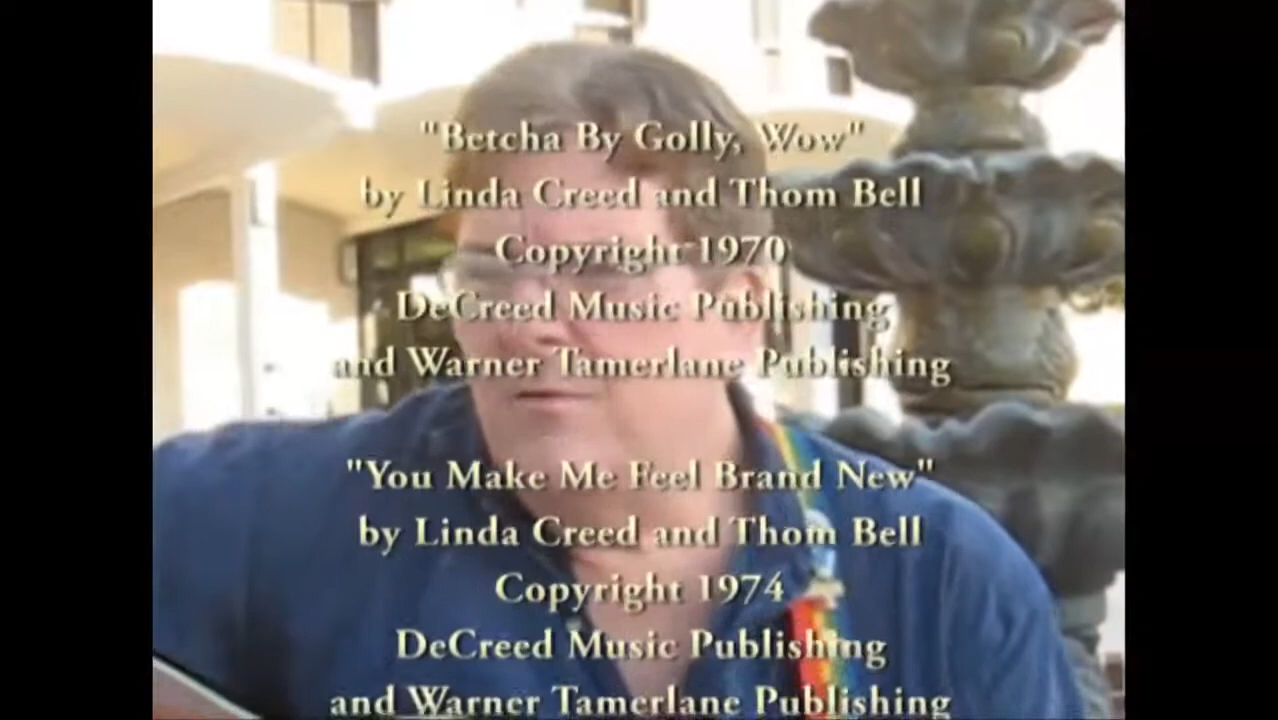 "Betcha By Golly, Wow"
by Linda Creed and Thom Bell
Copyright 1970
DeCreed Music Publishing
and Warner Tamerlane Publishing
"You Make Me Feel Brand New"
by Linda Creed and Thom Bell
Copyright 1974
DeCreed Music Publishing
and Warner Tamerlane Publishing